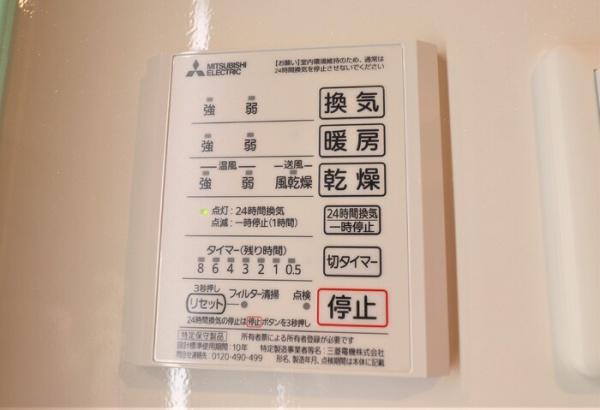 MITSUBISHI
ELECTRIC
【お願い】室内環境維持のため、通常は
24時間換気を停止させないでください
強 弱 換気
強 弱 暖房
温風 送風
強 弱 風乾燥 乾燥
点灯:24時間換気
点滅:一時停止(1時間)
24時間換気
一時停止
タイマー(残り時間)
8 6 4 3 2 1 0.5
切タイマー
3秒押し
リセット フィルター清掃 点検
停止
24時間換気の停止は停止ボタンを3秒押し
特定保守製品 所有者票による所有者登録が必要です
設計標準使用期間:10年 特定製造事業者等名:三菱電機株式会社
問合せ連絡先:0120-490-499 形名、製造年月、点検期間は本体に記載